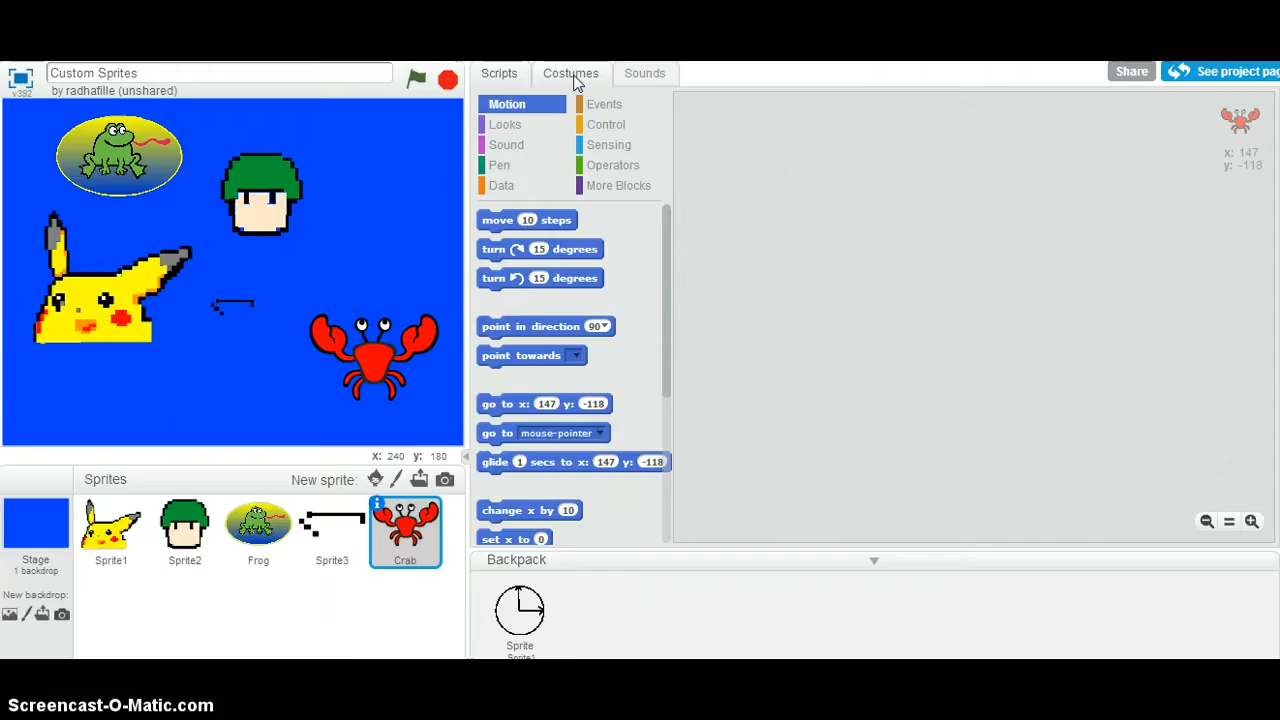 Custom Sprites
by radhafille (unshared)
v392
Scripts
Costumes
Sounds
Share
See project pag
Motion
Looks
Sound
Pen
Data
Events
Control
Sensing
Operators
More Blocks
x: 147
y: -118
move 10 steps
turn 15 degrees
turn 15 degrees
point in direction 90
point towards
go to x: 147 y: -118
go to mouse-pointer
glide 1 secs to x: 147 y: -118
change x by 10
set x to 0
x: 240 y: 180
Sprites
New sprite:
Stage
1 backdrop
New backdrop:
Sprite1
Sprite2
Frog
Sprite3
Crab
Backpack
Sprite
Sprite1
Screencast-O-Matic.com